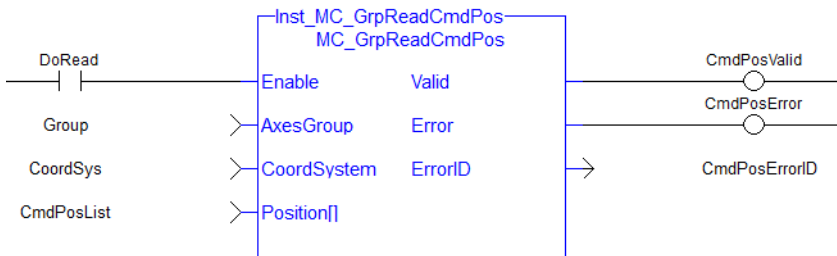 Inst_MC_GrpReadCmdPos
MC_GrpReadCmdPos
DoRead
CmdPosValid
Enable Valid
CmdPosError
Group AxesGroup Error
CoordSys CoordSystem ErrorID CmdPosErrorID
CmdPosList Position[]